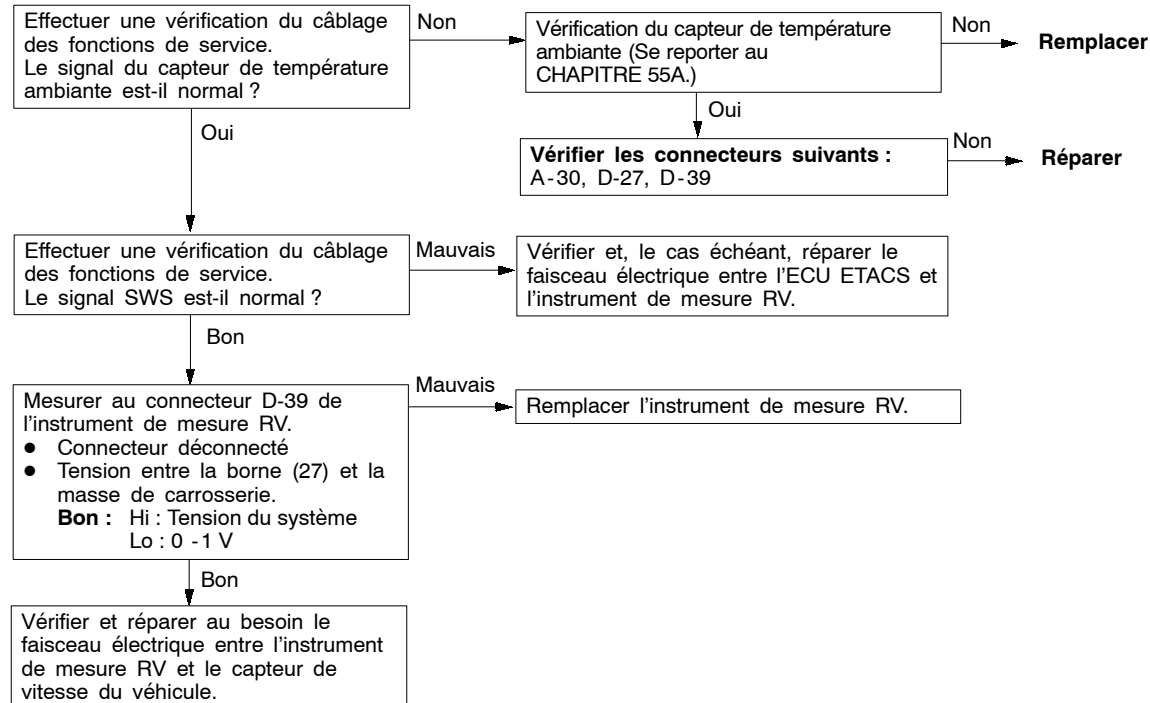 Effectuer une vérification du câblage
des fonctions de service.
Le signal du capteur de température
ambiante est-il normal ?
Non
Vérification du capteur de température
ambiante (Se reporter au
CHAPITRE 55A.)
Non
Remplacer
Oui
Oui
Vérifier les connecteurs suivants :
A-30, D-27, D-39
Non
Réparer
Effectuer une vérification du câblage
des fonctions de service.
Le signal SWS est-il normal ?
Mauvais
Vérifier et, le cas échéant, réparer le
faisceau électrique entre l'ECU ETACS et
l'instrument de mesure RV.
Bon
Mesurer au connecteur D-39 de
l'instrument de mesure RV.
● Connecteur déconnecté
● Tension entre la borne (27) et la
masse de carrosserie.
Bon : Hi : Tension du système
Lo : 0 -1 V
Mauvais
Remplacer l'instrument de mesure RV.
Bon
Vérifier et réparer au besoin le
faisceau électrique entre l'instrument
de mesure RV et le capteur de
vitesse du véhicule.